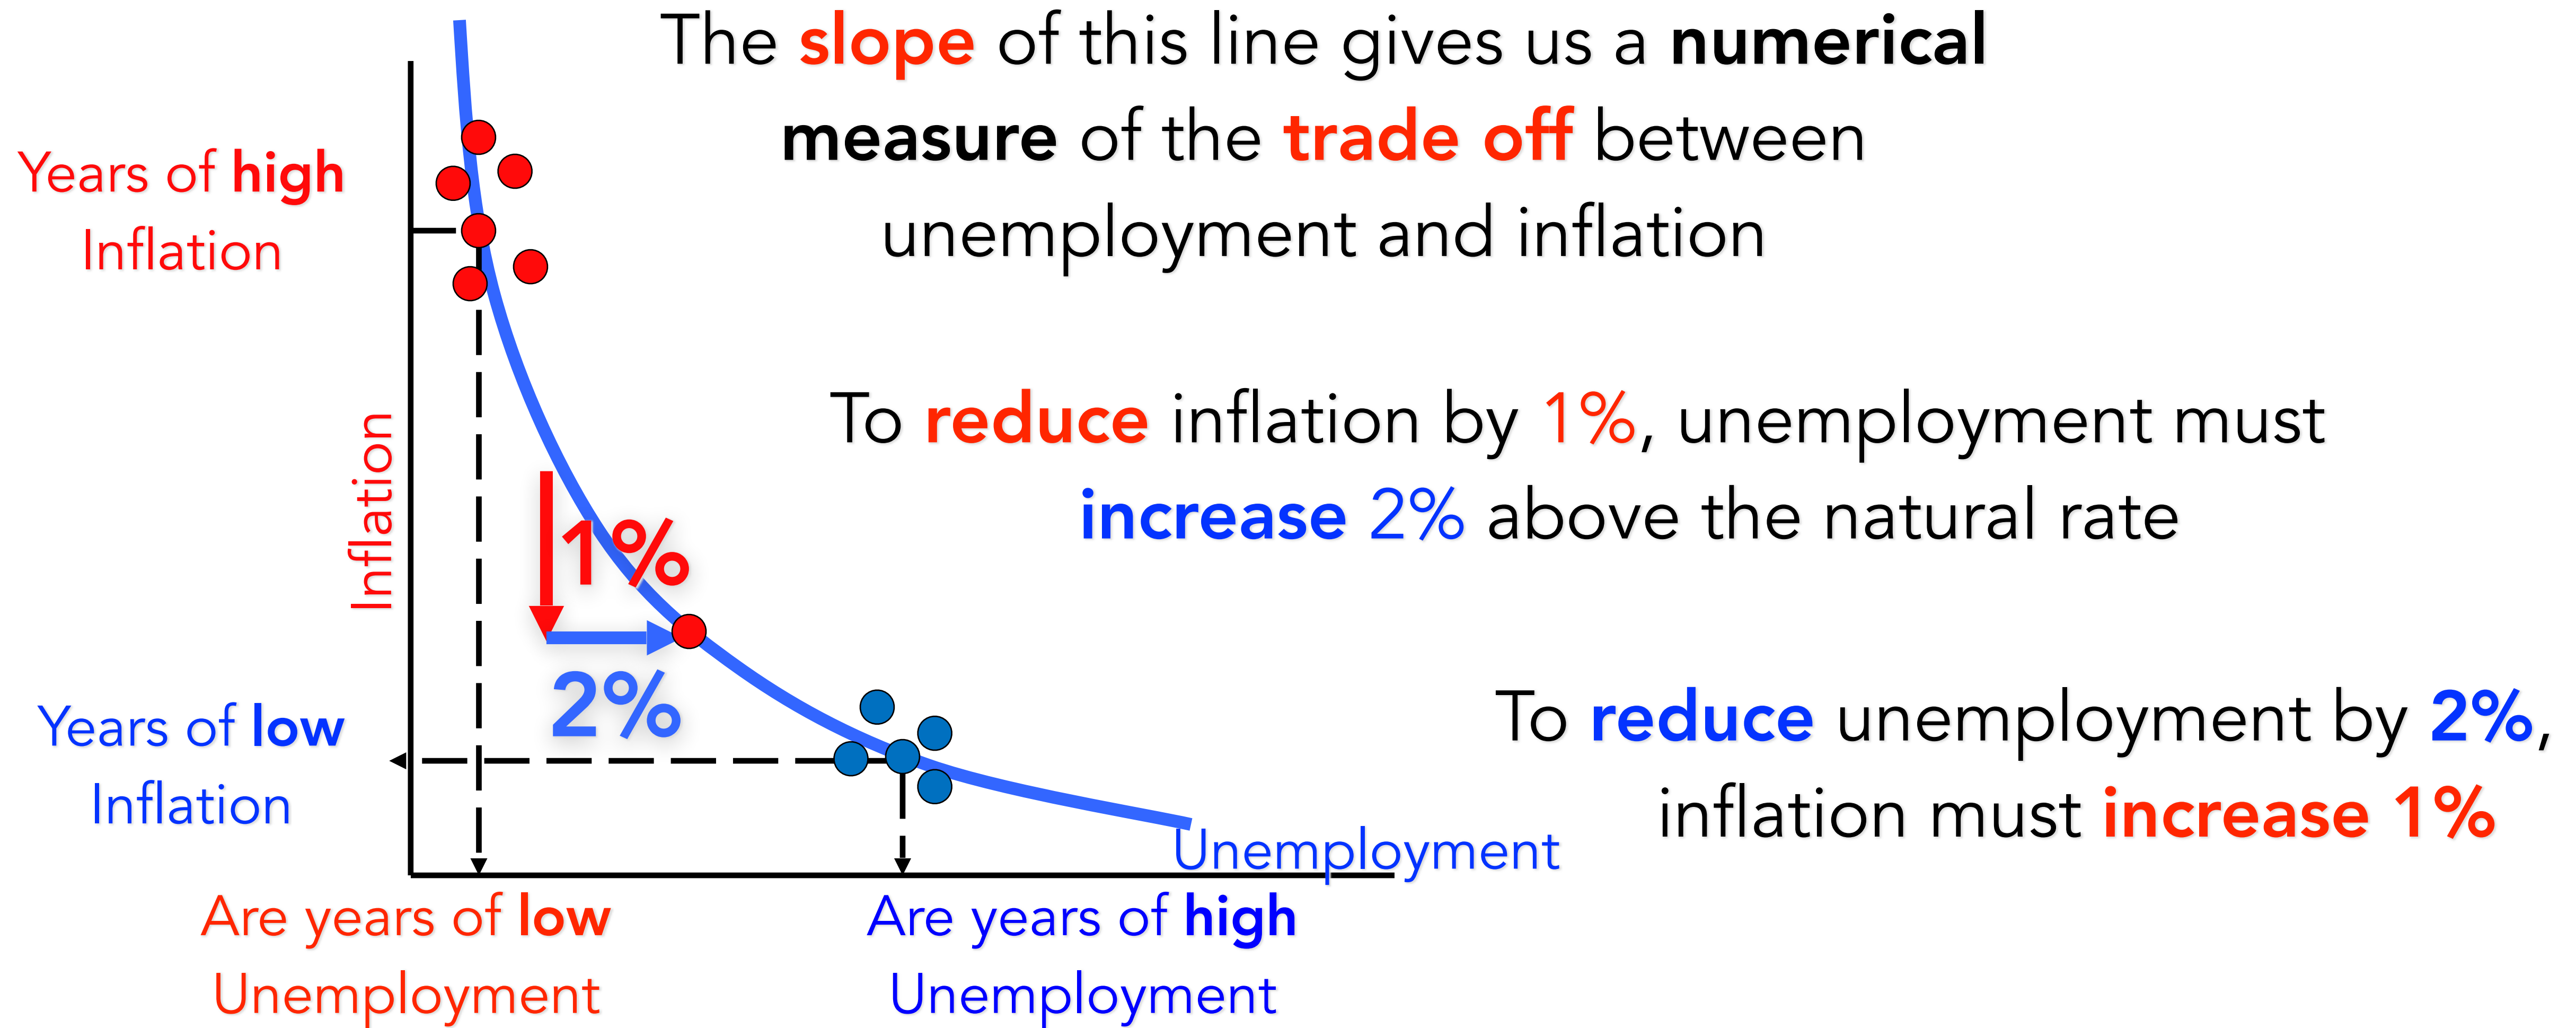 The slope of this line gives us a numerical
measure of the trade off between
unemployment and inflation
Years of high
Inflation
To reduce inflation by 1%, unemployment must
increase 2% above the natural rate
Inflation
1%
2%
Years of low
Inflation
To reduce unemployment by 2%,
inflation must increase 1%
Unemployment
Are years of low
Unemployment
Are years of high
Unemployment